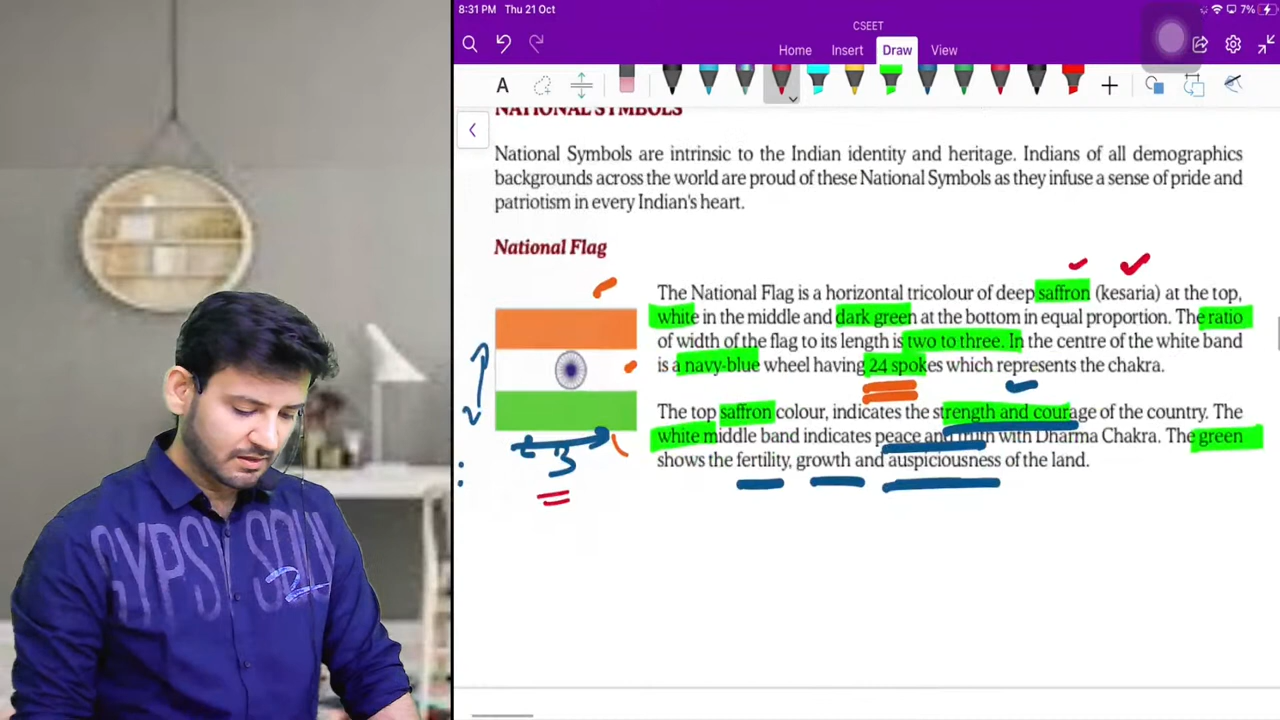 8:31 PM Thu 21 Oct
7%
CSEET
Home Insert Draw View
A
NATIONAL SYMBOLS
National Symbols are intrinsic to the Indian identity and heritage. Indians of all demographics
backgrounds across the world are proud of these National Symbols as they infuse a sense of pride and
patriotism in every Indian's heart.
National Flag
The National Flag is a horizontal tricolour of deep saffron (kesaria) at the top,
white in the middle and dark green at the bottom in equal proportion. The ratio
of width of the flag to its length is two to three. In the centre of the white band
is a navy-blue wheel having 24 spokes which represents the chakra.
The top saffron colour, indicates the strength and courage of the country. The
white middle band indicates peace and truth with Dharma Chakra. The green
shows the fertility, growth and auspiciousness of the land.
3
GYPSY SOUL
2